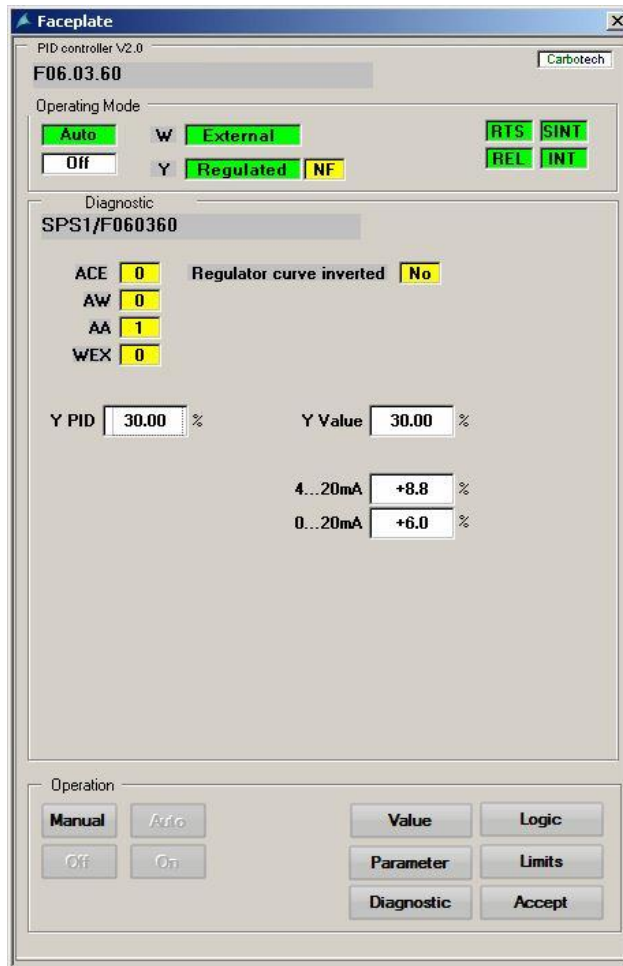 Faceplate
PID controller V2.0
Carbotech
F06.03.60
Operating Mode
Auto W External RTS SINT
Off Y Regulated NF REL INT
Diagnostic
SPS1/F060360
ACE 0 Regulator curve inverted No
AW 0
AA 1
WEX 0
Y PID 30.00 % Y Value 30.00 %
4...20mA +8.8 %
0...20mA +6.0 %
Operation
Manual Auto Value Logic
Off On Parameter Limits
Diagnostic Accept